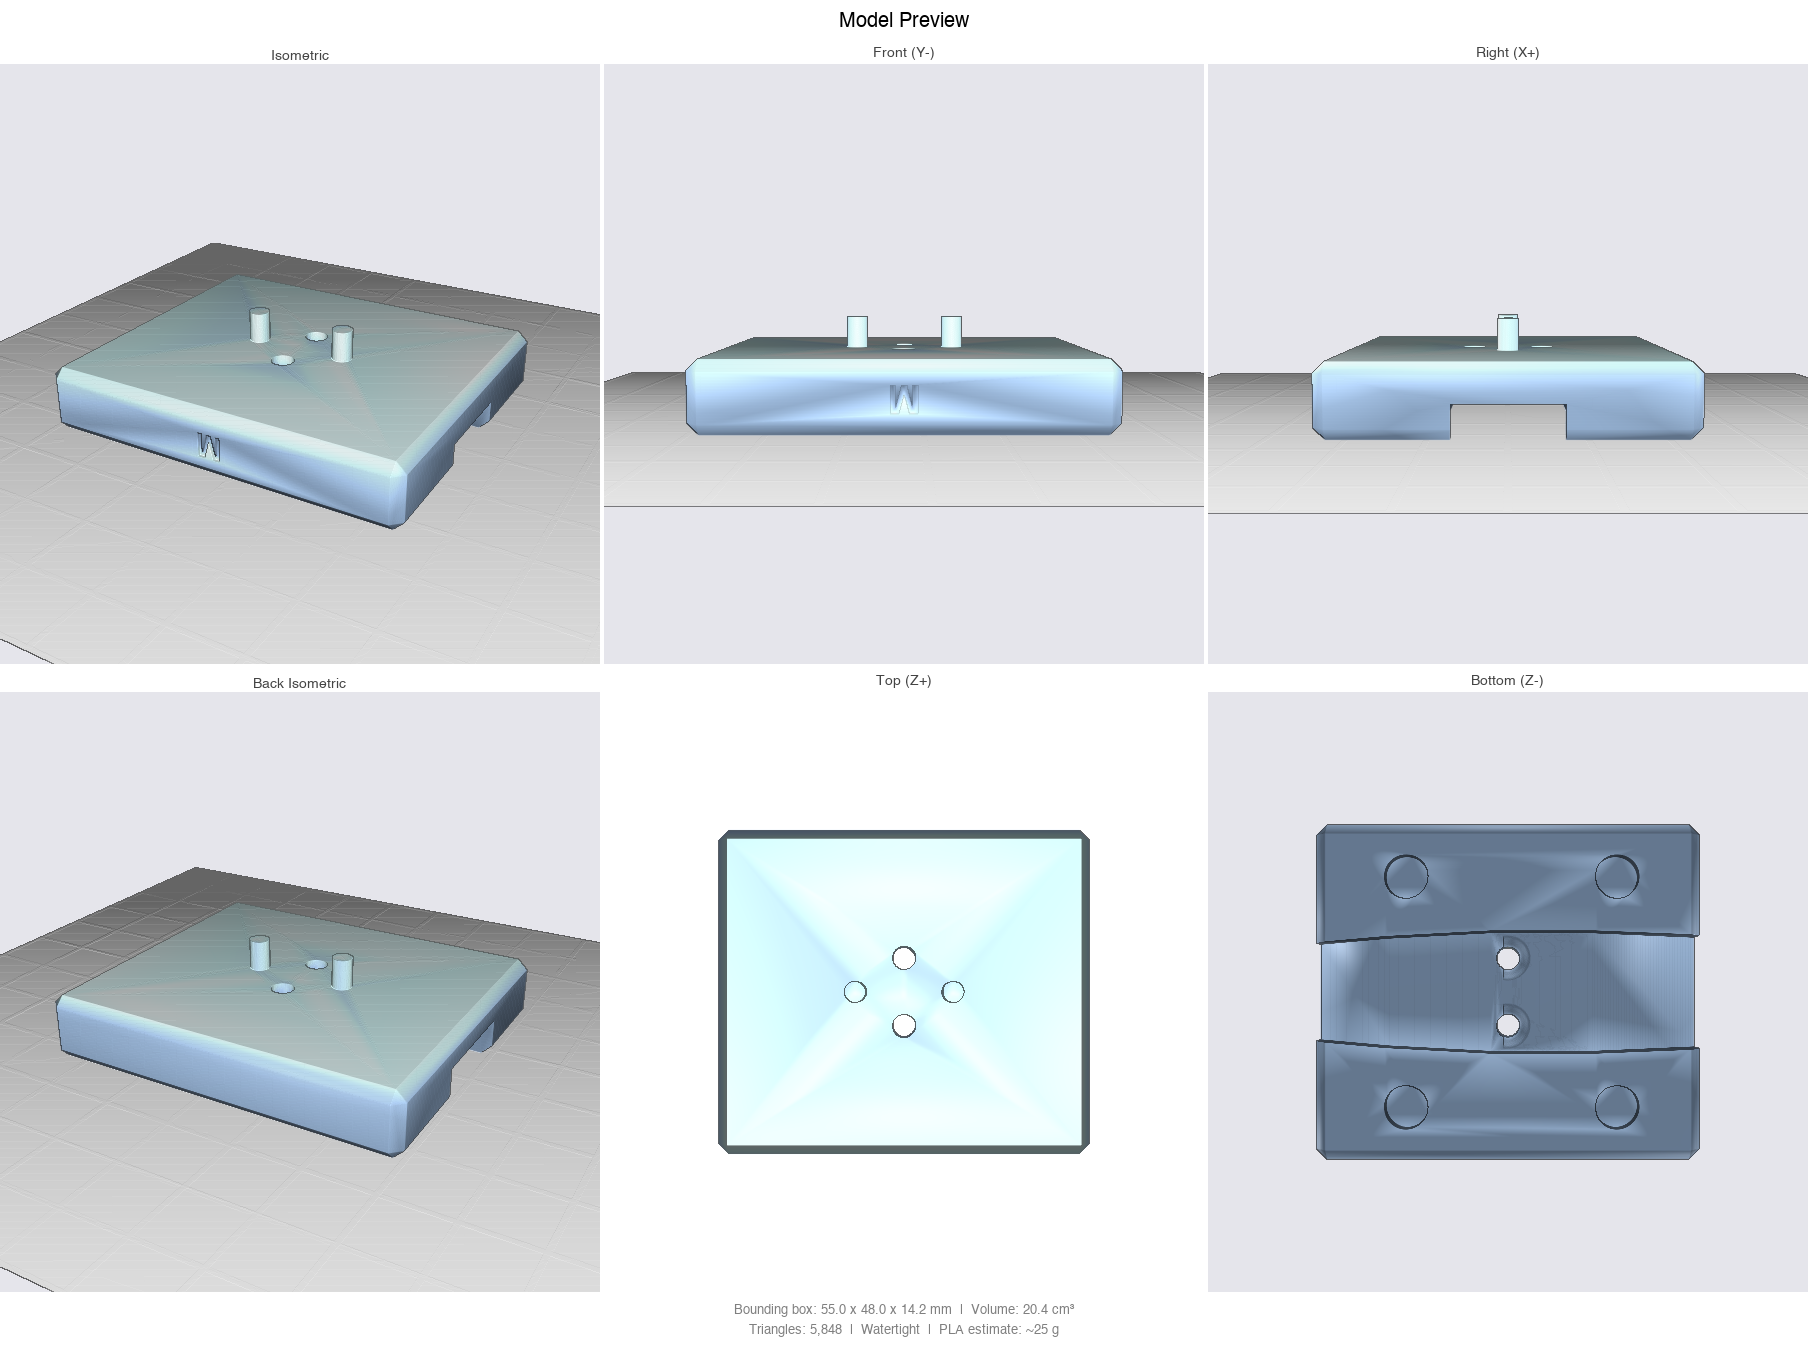 Model Preview
Isometric
Front (Y-)
Right (X+)
M
M
Back Isometric
Top (Z+)
Bottom (Z-)
Bounding box: 55.0 x 48.0 x 14.2 mm | Volume: 20.4 cm³
Triangles: 5,848 | Watertight | PLA estimate: ~25 g